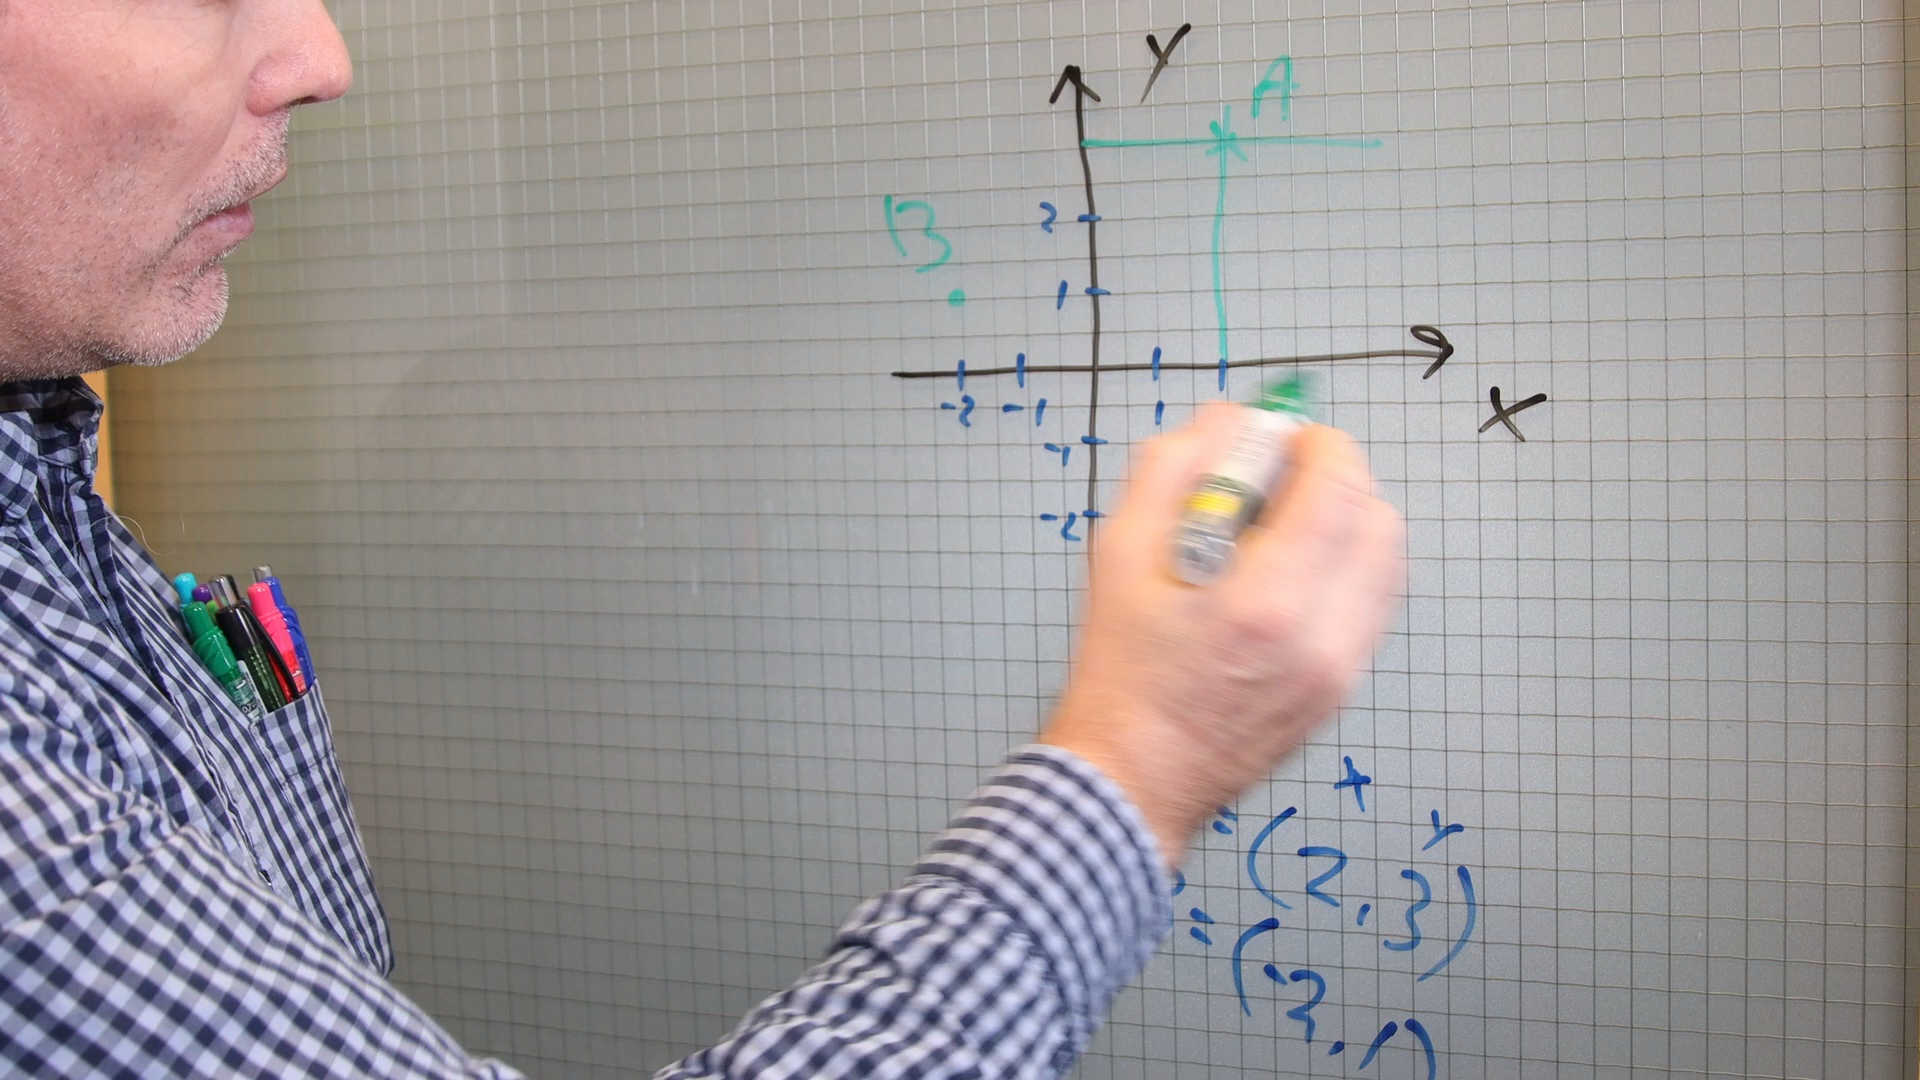 Y
A
B
2
1
-2 -1 1
X
-1
-2
x y
= (2, 3)
= (-2, 1)